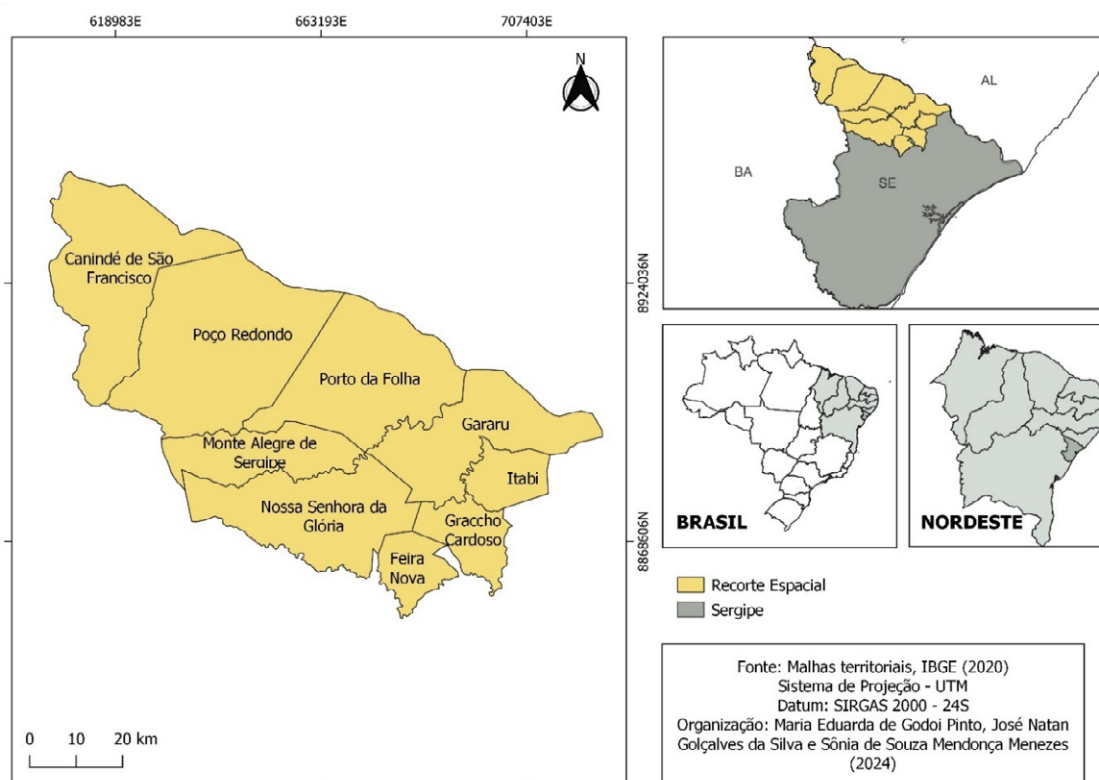 618983E
663193E
707403E
N
8924036N
8868606N
Canindé de São
Francisco
Poço Redondo
Porto da Folha
Gararu
Monte Alegre de
Sergipe
Itabi
Nossa Senhora da
Glória
Graccho
Cardoso
Feira
Nova
0 10 20 km
AL
BA
SE
BRASIL
NORDESTE
Recorte Espacial
Sergipe
Fonte: Malhas territoriais, IBGE (2020)
Sistema de Projeção - UTM
Datum: SIRGAS 2000 - 24S
Organização: Maria Eduarda de Godoi Pinto, José Natan
Golçalves da Silva e Sônia de Souza Mendonça Menezes
(2024)